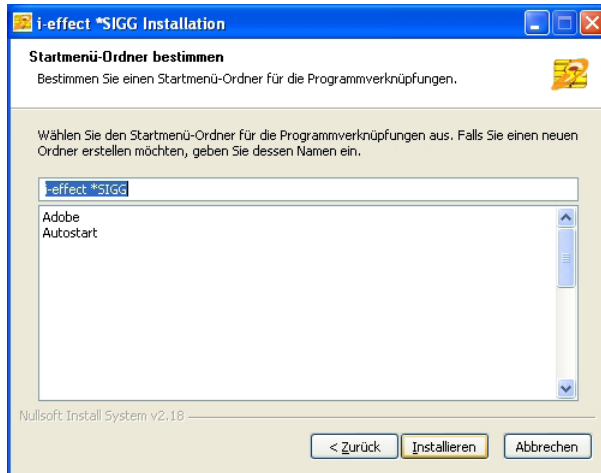 i-effect *SIGG Installation
Startmenü-Ordner bestimmen
Bestimmen Sie einen Startmenü-Ordner für die Programmverknüpfungen.
Wählen Sie den Startmenü-Ordner für die Programmverknüpfungen aus. Falls Sie einen neuen
Ordner erstellen möchten, geben Sie dessen Namen ein.
i-effect *SIGG
Adobe
Autostart
Nullsoft Install System v2.18
< Zurück Installieren Abbrechen